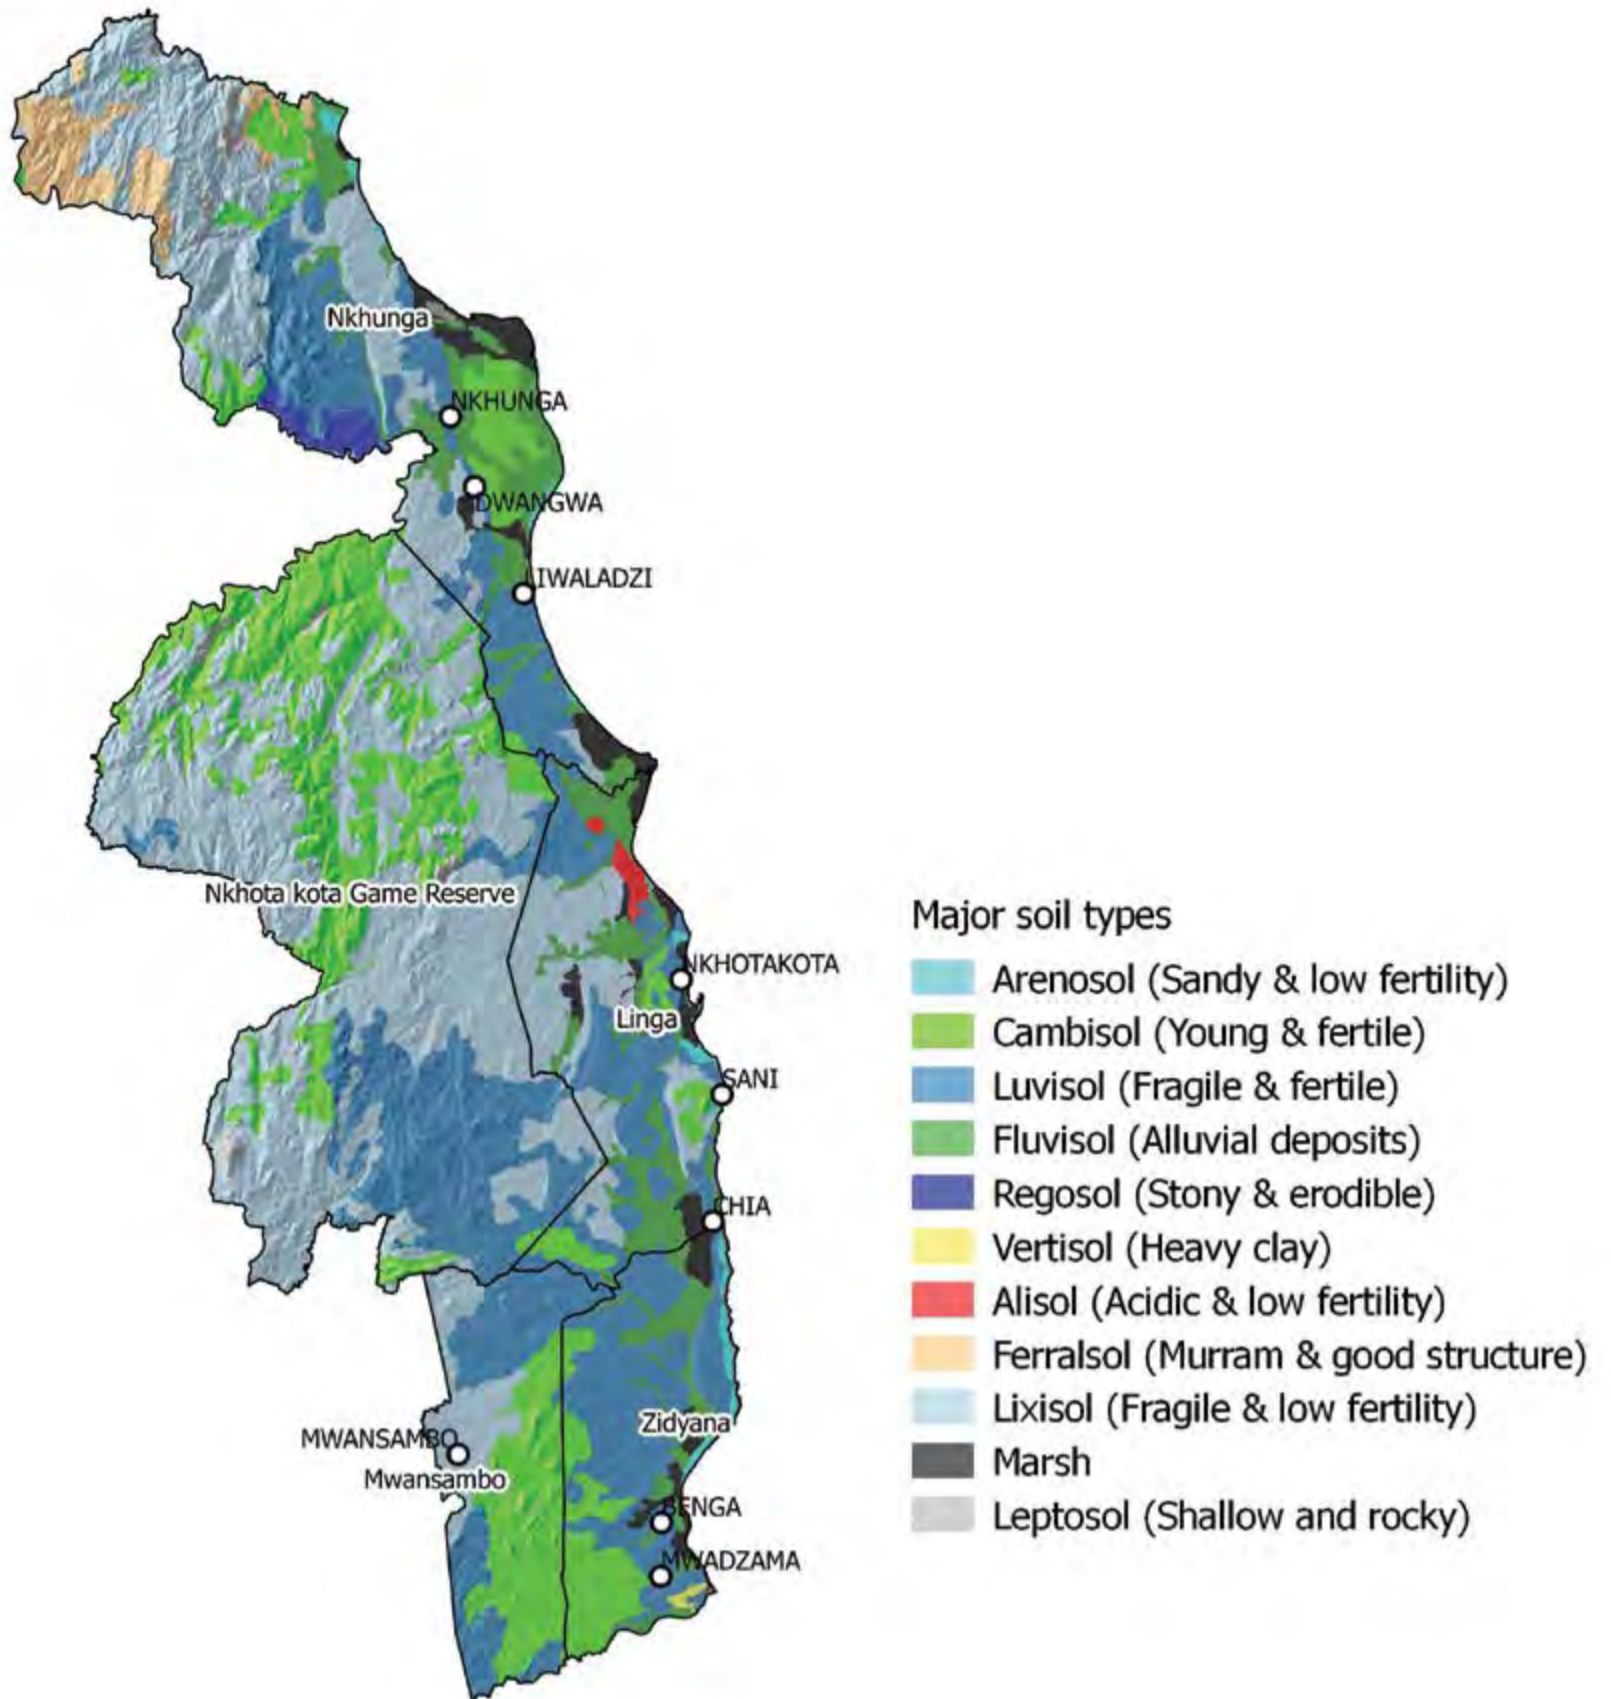 Nkhunga
NKHUNGA
DWANGWA
LIWALADZI
Nkhota kota Game Reserve
NKHOTAKOTA
Linga
SANI
CHIA
Zidyana
MWANSAMBO
Mwansambo
BENGA
MWADZAMA
Major soil types
Arenosol (Sandy & low fertility)
Cambisol (Young & fertile)
Luvisol (Fragile & fertile)
Fluvisol (Alluvial deposits)
Regosol (Stony & erodible)
Vertisol (Heavy clay)
Alisol (Acidic & low fertility)
Ferralsol (Murram & good structure)
Lixisol (Fragile & low fertility)
Marsh
Leptosol (Shallow and rocky)